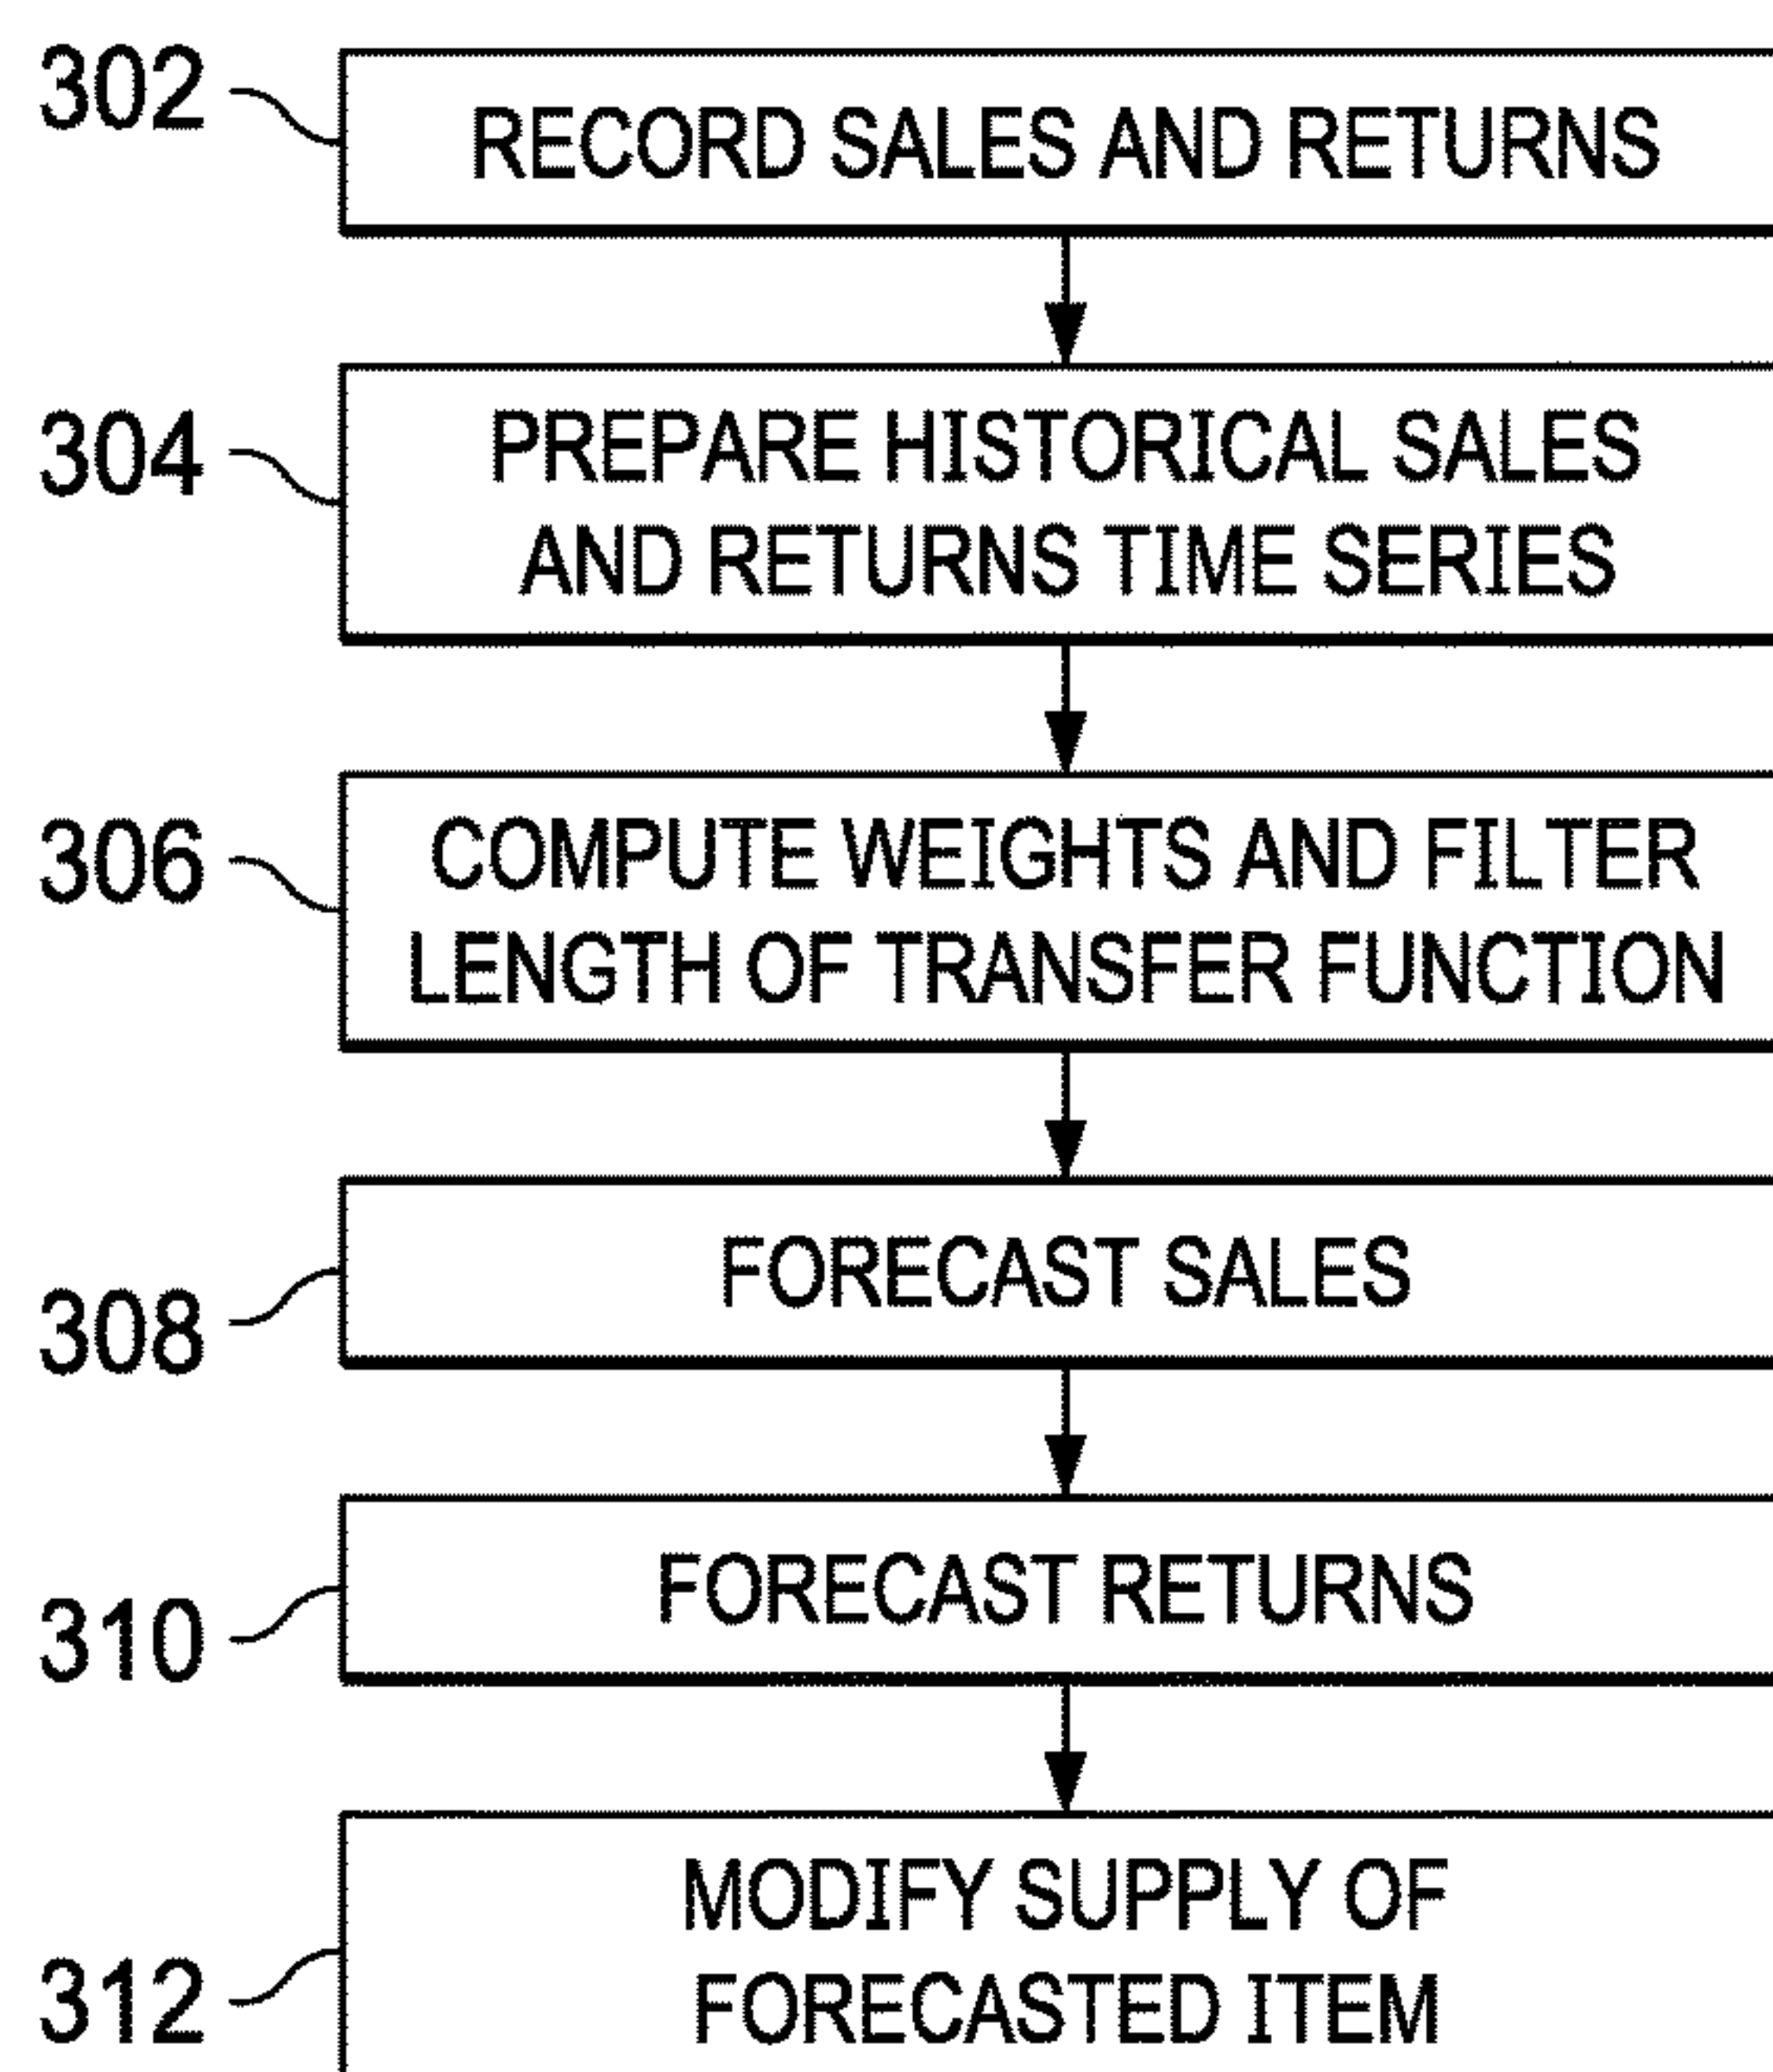 302
RECORD SALES AND RETURNS
304
PREPARE HISTORICAL SALES
AND RETURNS TIME SERIES
306
COMPUTE WEIGHTS AND FILTER
LENGTH OF TRANSFER FUNCTION
308
FORECAST SALES
310
FORECAST RETURNS
312
MODIFY SUPPLY OF
FORECASTED ITEM